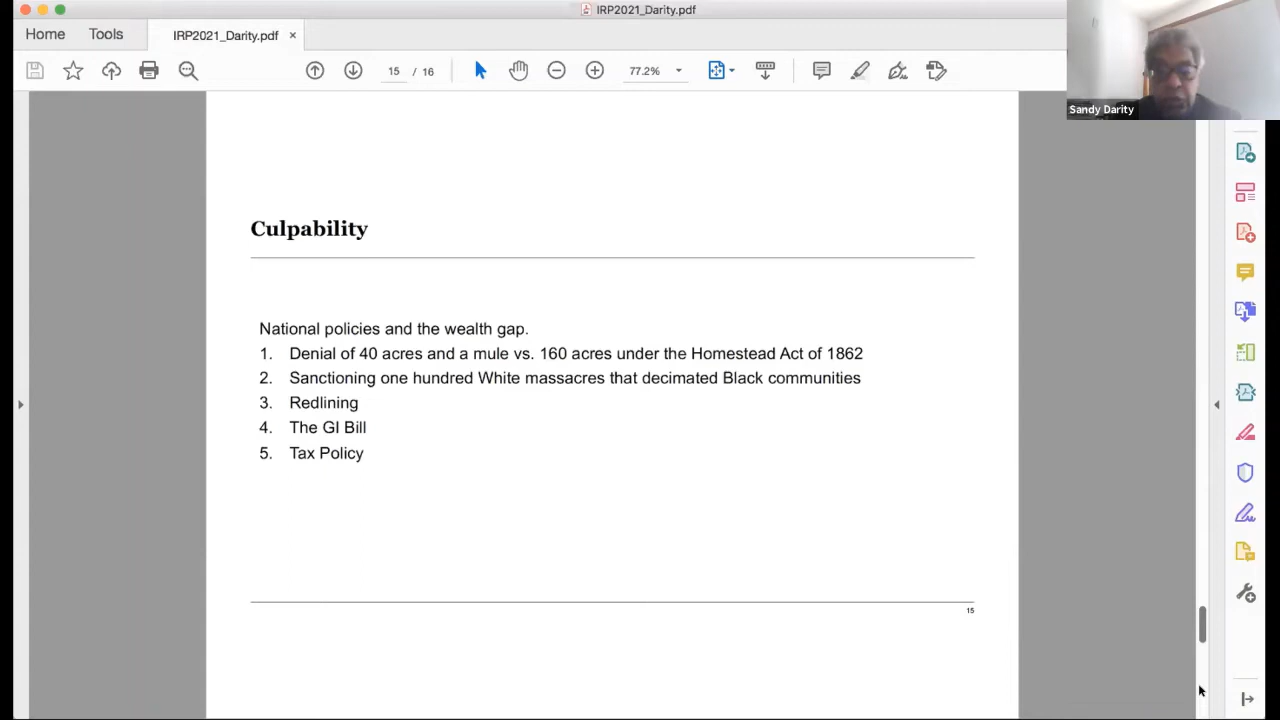 IRP2021_Darity.pdf
Home
Tools
IRP2021_Darity.pdf ×
15 / 16
77.2%
Sandy Darity
Culpability
National policies and the wealth gap.
1. Denial of 40 acres and a mule vs. 160 acres under the Homestead Act of 1862
2. Sanctioning one hundred White massacres that decimated Black communities
3. Redlining
4. The GI Bill
5. Tax Policy
15